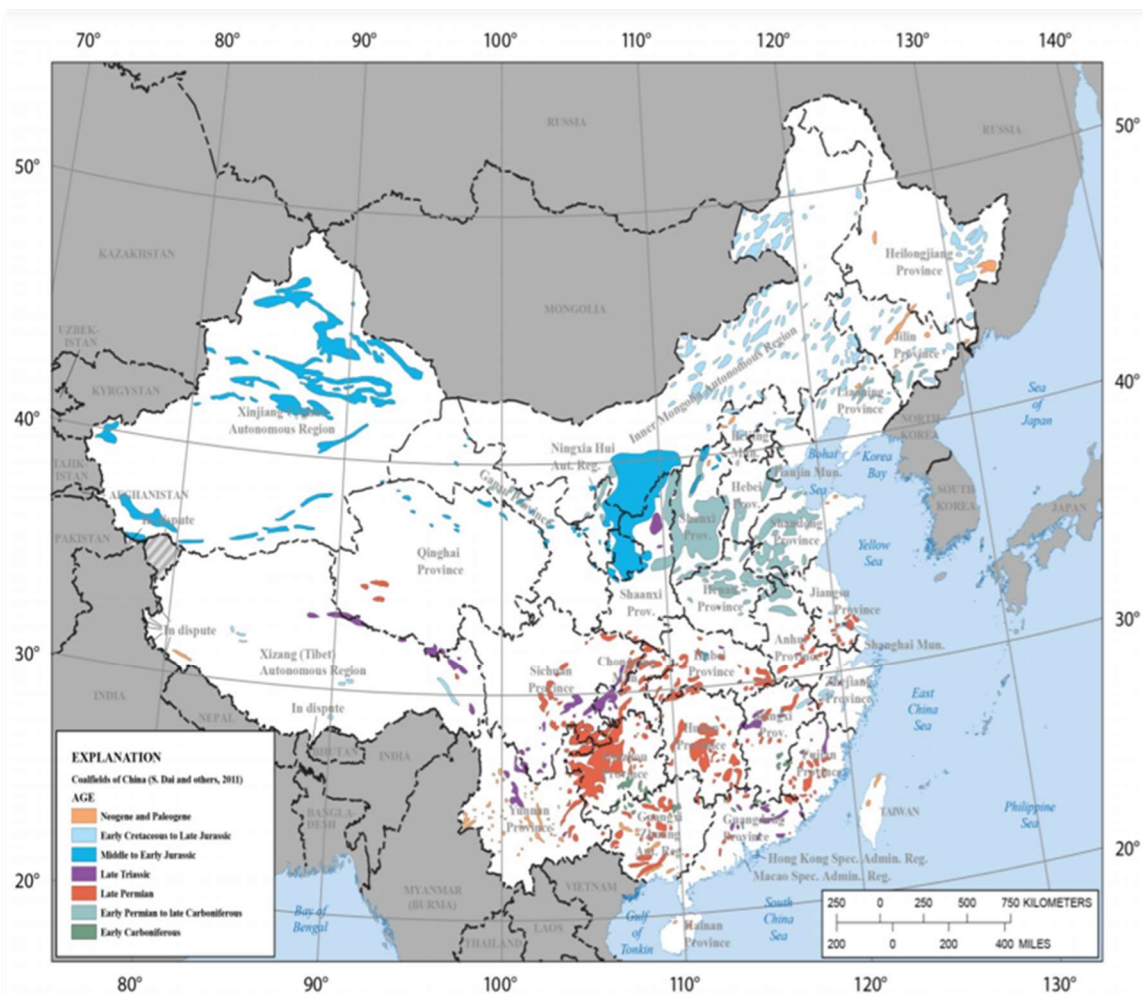 70° 80° 90° 100° 110° 120° 130° 140°
RUSSIA
RUSSIA
50°
50°
KAZAKHSTAN
Heilongjiang
Province
MONGOLIA
UZBEK-
ISTAN
Jilin
Province
KYRGYSTAN
Inner Mongolia Autonomous Region
Liaoning
Province
Sea
of
Japan
40°
40°
Xinjiang
Autonomous Region
NORTH
KOREA
Ningxia Hui
Aut. Reg.
Mun.
Bohai
Sea
Korea
Bay
TAJIK-
ISTAN
Gansu Province
Tianjin Mun.
Hebei
Prov.
AFGHANISTAN
In dispute
SOUTH
KOREA
JAPAN
Shanxi
Prov.
Shandong
Province
PAKISTAN
Qinghai
Province
Yellow
Sea
Shaanxi
Prov.
Henan
Province
Jiangsu
Province
30°
30°
In dispute
Xizang (Tibet)
Autonomous Region
Anhui
Province
Shanghai Mun.
Sichuan
Province
Hubei
Province
Zhejiang
INDIA
NEPAL
In dispute
East
China
Sea
BHUTAN
INDIA
Hunan
Province
Jiangxi
Prov.
Province
Fujian
Province
BANGLA-
DESH
Yunnan
Province
Guangxi
Zhuang
Aut. Reg.
Guangdong
Province
TAIWAN
Philippine
Sea
20°
20°
Hong Kong Spec. Admin. Reg.
Macao Spec. Admin. Reg.
MYANMAR
(BURMA)
VIETNAM
LAOS
THAILAND
Bay of
Bengal
Gulf
of
Tonkin
South
China
Sea
Hainan
Province
EXPLANATION
Coalfields of China (S. Dai and others, 2011)
AGE
Neogene and Paleogene
Early Cretaceous to Late Jurassic
Middle to Early Jurassic
Late Triassic
Late Permian
Early Permian to late Carboniferous
Early Carboniferous
250 0 250 500 750 KILOMETERS
200 0 200 400 MILES
80° 90° 100° 110° 120° 130°